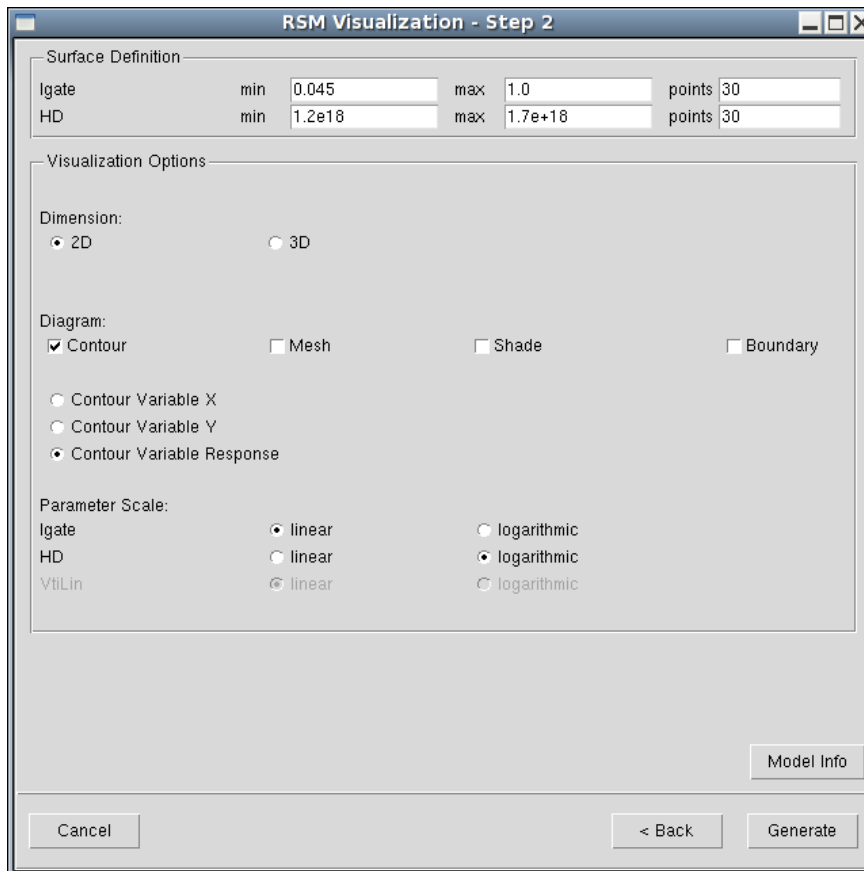 RSM Visualization - Step 2
Surface Definition
Igate min 0.045 max 1.0 points 30
HD min 1.2e18 max 1.7e+18 points 30
Visualization Options
Dimension:
2D 3D
Diagram:
Contour Mesh Shade Boundary
Contour Variable X
Contour Variable Y
Contour Variable Response
Parameter Scale:
Igate linear logarithmic
HD linear logarithmic
VtiLin linear logarithmic
Model Info
Cancel < Back Generate